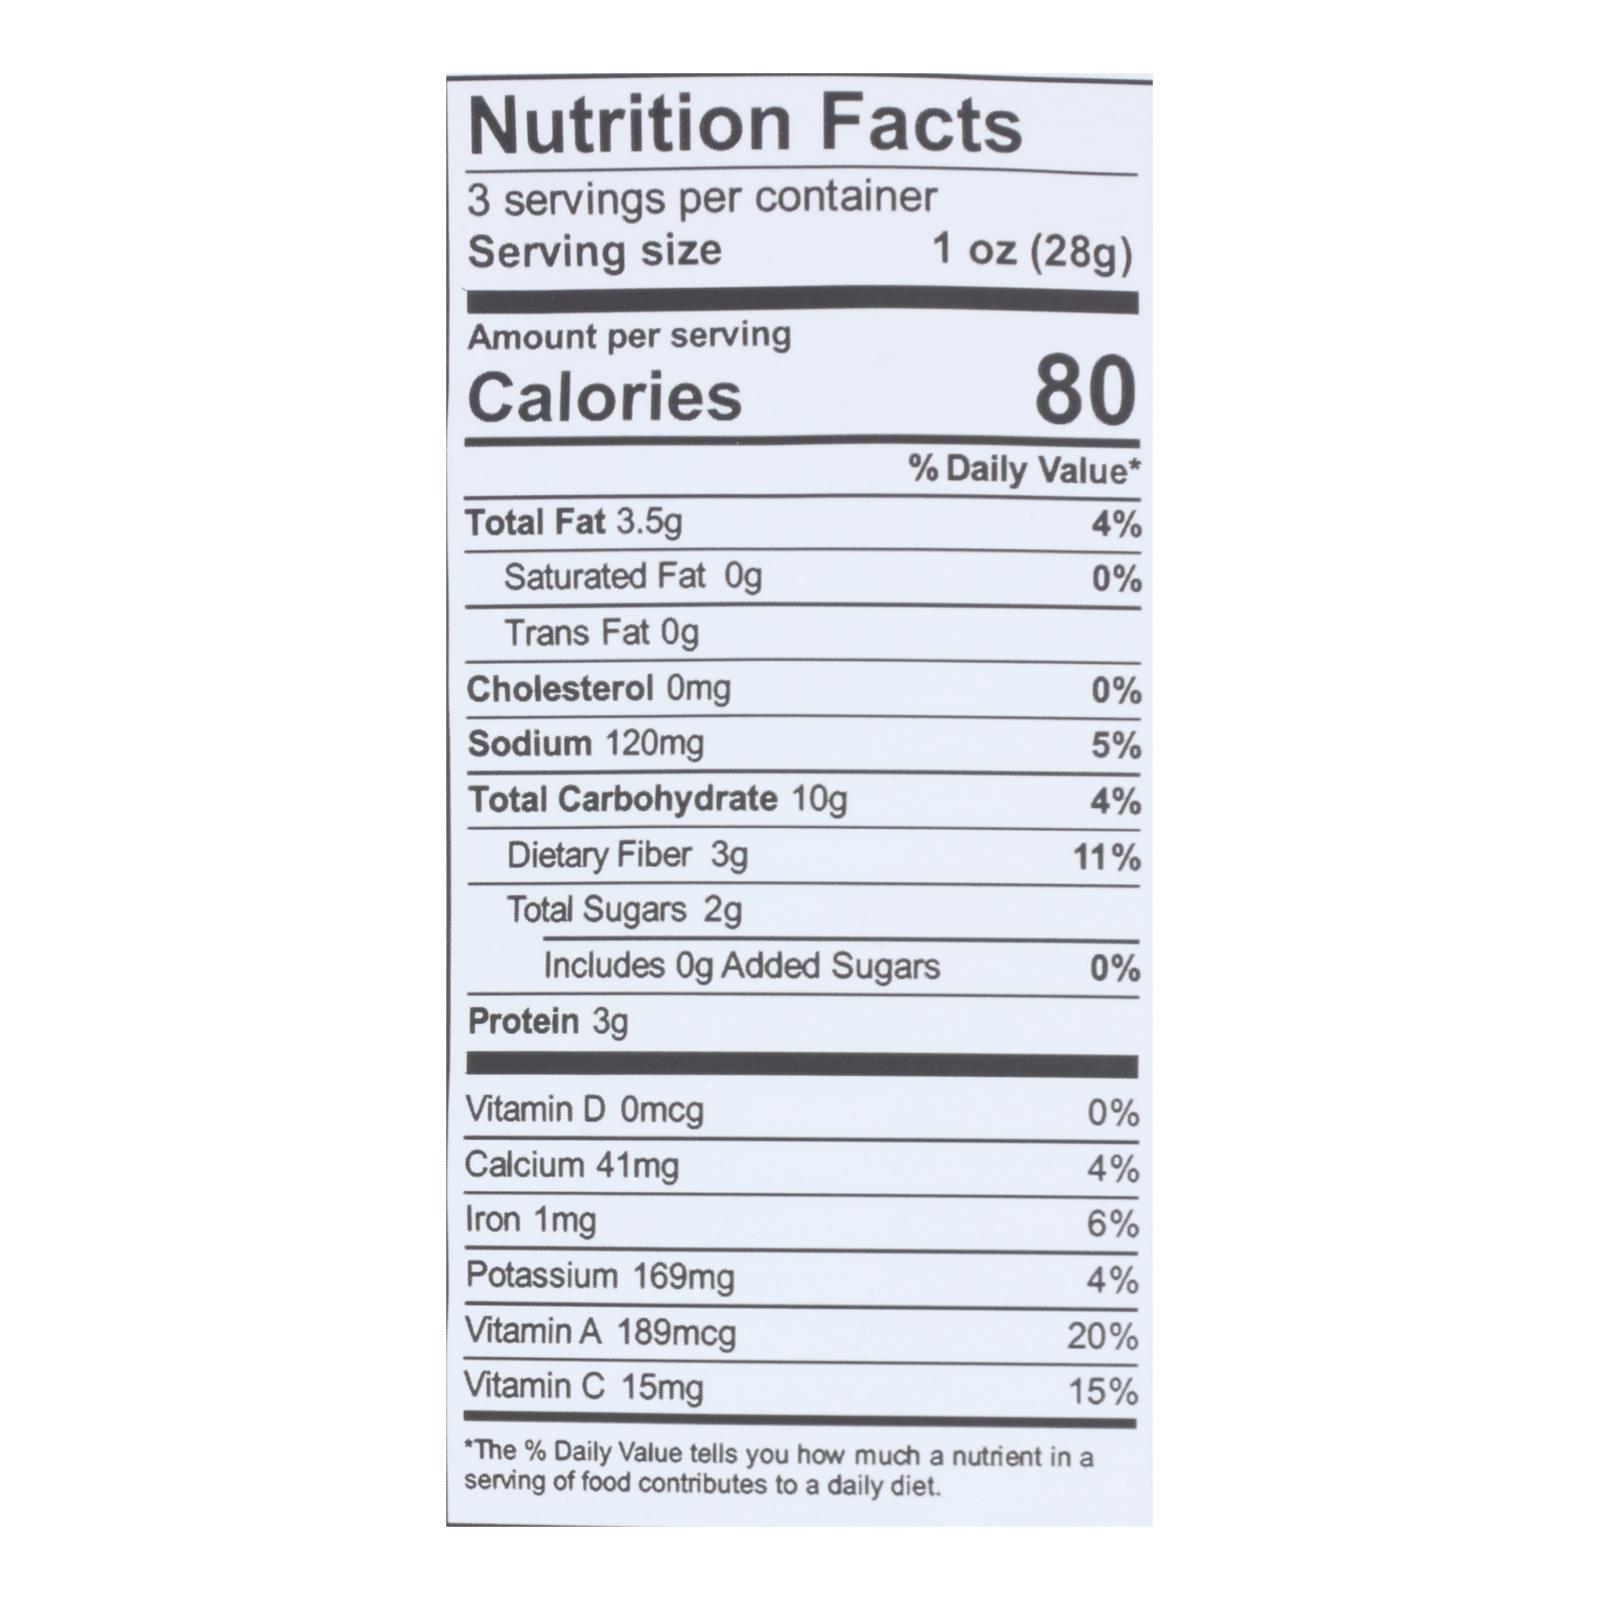 Nutrition Facts
3 servings per container
Serving size 1 oz (28g)
Amount per serving
Calories 80
% Daily Value*
Total Fat 3.5g 4%
Saturated Fat 0g 0%
Trans Fat 0g
Cholesterol 0mg 0%
Sodium 120mg 5%
Total Carbohydrate 10g 4%
Dietary Fiber 3g 11%
Total Sugars 2g
Includes 0g Added Sugars 0%
Protein 3g
Vitamin D 0mcg 0%
Calcium 41mg 4%
Iron 1mg 6%
Potassium 169mg 4%
Vitamin A 189mcg 20%
Vitamin C 15mg 15%
*The % Daily Value tells you how much a nutrient in a
serving of food contributes to a daily diet.